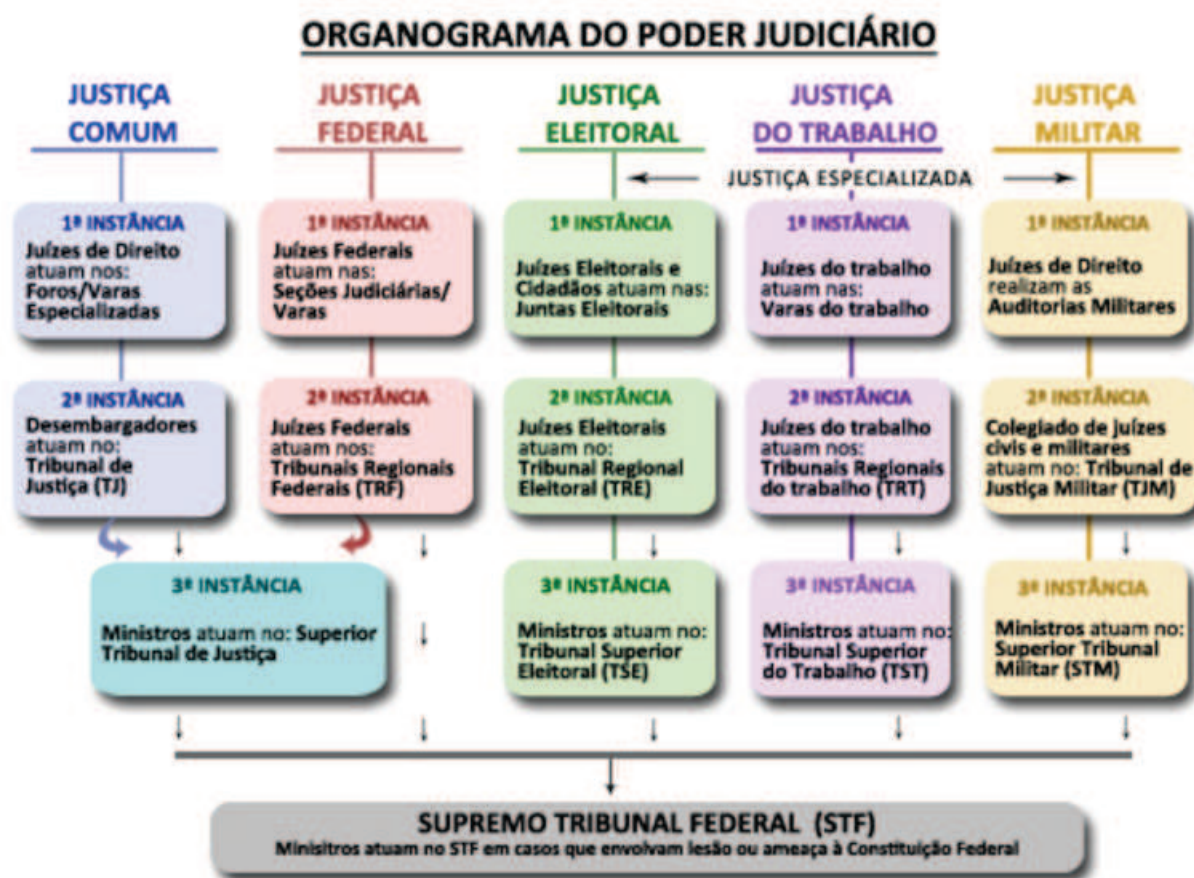 ORGANOGRAMA DO PODER JUDICIÁRIO
JUSTIÇA
COMUM
JUSTIÇA
FEDERAL
JUSTIÇA
ELEITORAL
JUSTIÇA
DO TRABALHO
JUSTIÇA
MILITAR
JUSTIÇA ESPECIALIZADA
1ª INSTÂNCIA
Juízes de Direito
atuam nos:
Foros/Varas
Especializadas
1ª INSTÂNCIA
Juízes Federais
atuam nas:
Seções Judiciárias/
Varas
1ª INSTÂNCIA
Juízes Eleitorais e
Cidadãos atuam nas:
Juntas Eleitorais
1ª INSTÂNCIA
Juízes do trabalho
atuam nas:
Varas do trabalho
1ª INSTÂNCIA
Juízes de Direito
realizam as
Auditorias Militares
2ª INSTÂNCIA
Desembargadores
atuam no:
Tribunal de
Justiça (TJ)
2ª INSTÂNCIA
Juízes Federais
atuam nos:
Tribunais Regionais
Federais (TRF)
2ª INSTÂNCIA
Juízes Eleitorais
atuam no:
Tribunal Regional
Eleitoral (TRE)
2ª INSTÂNCIA
Juízes do trabalho
atuam nos:
Tribunais Regionais
do trabalho (TRT)
2ª INSTÂNCIA
Colegiado de juízes
civis e militares
atuam no: Tribunal de
Justiça Militar (TJM)
3ª INSTÂNCIA
Ministros atuam no: Superior
Tribunal de Justiça
3ª INSTÂNCIA
Ministros atuam no:
Tribunal Superior
Eleitoral (TSE)
3ª INSTÂNCIA
Ministros atuam no:
Tribunal Superior
do Trabalho (TST)
3ª INSTÂNCIA
Ministros atuam no:
Superior Tribunal
Militar (STM)
SUPREMO TRIBUNAL FEDERAL (STF)
Minisitros atuam no STF em casos que envolvam lesão ou ameaça à Constituição Federal